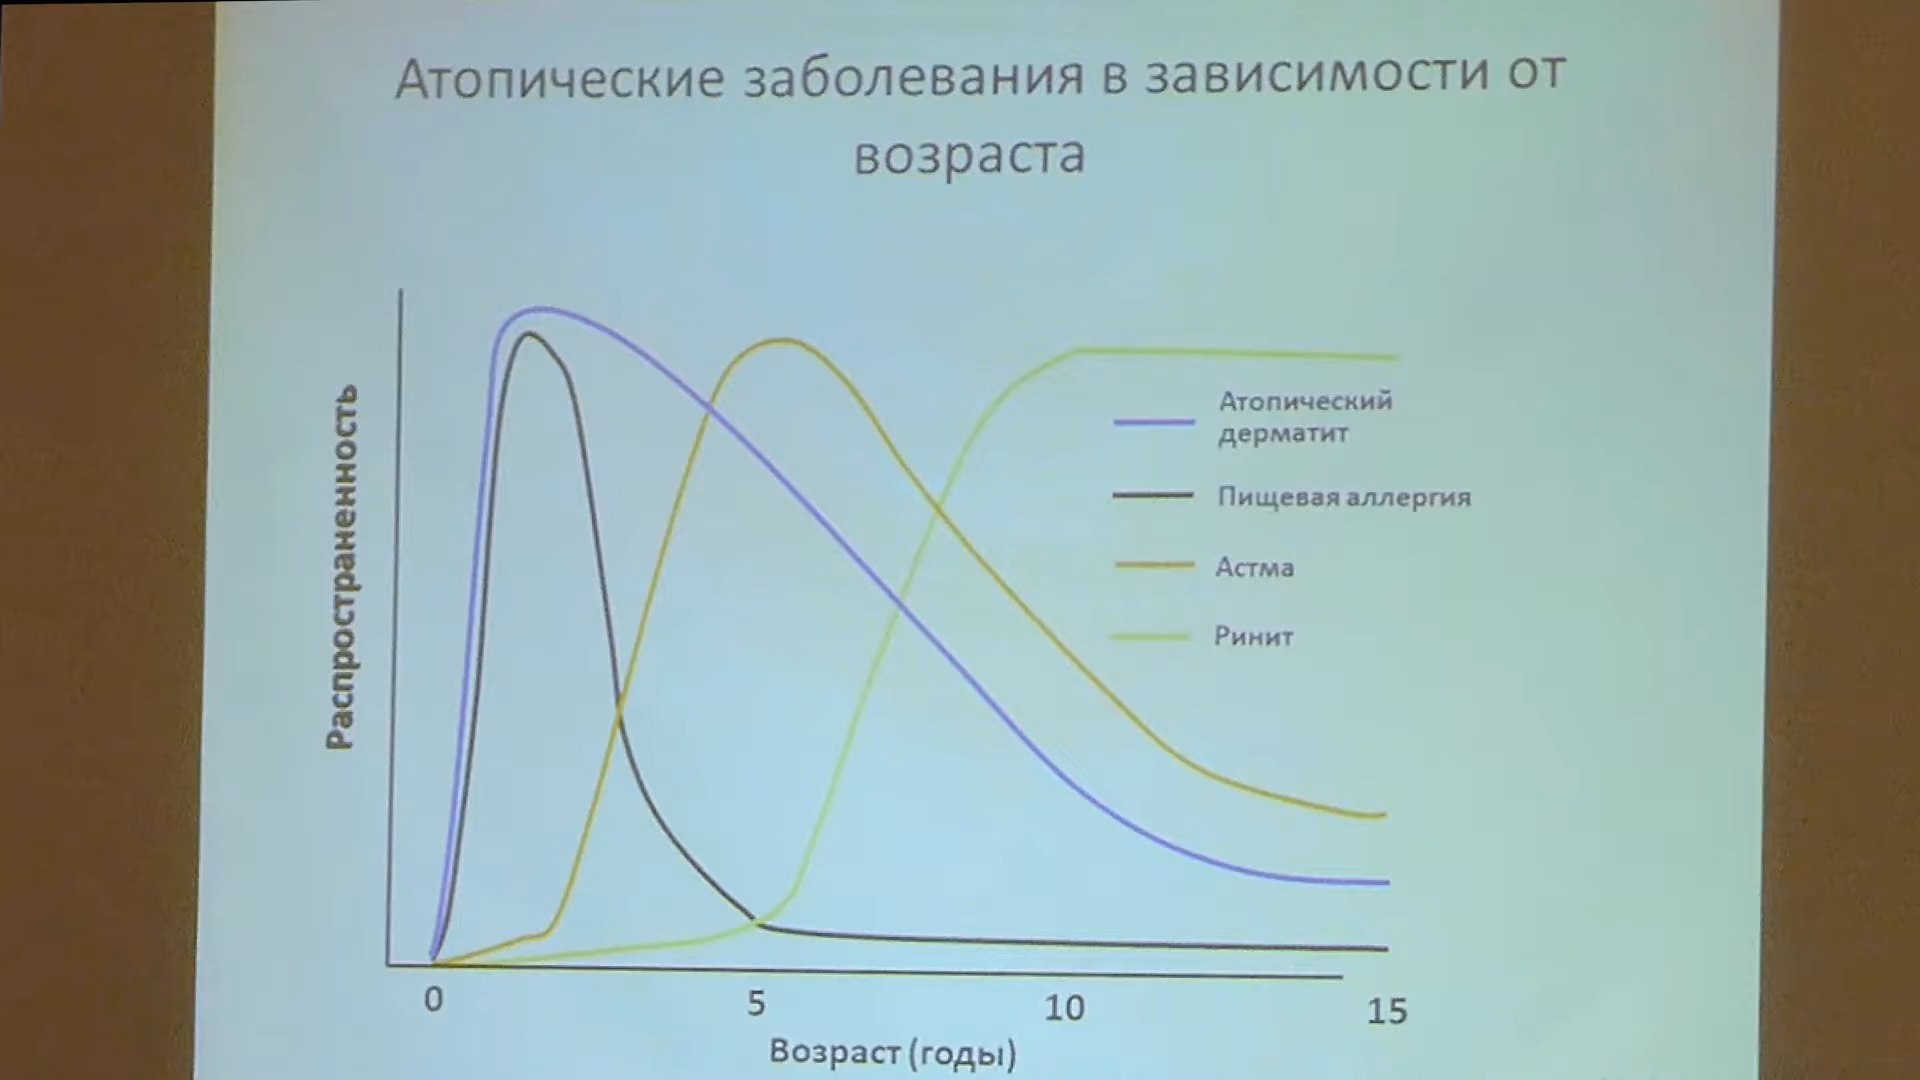 Атопические заболевания в зависимости от
возраста
Распространенность
Атопический
дерматит
Пищевая аллергия
Астма
Ринит
0
5
10
15
Возраст (годы)